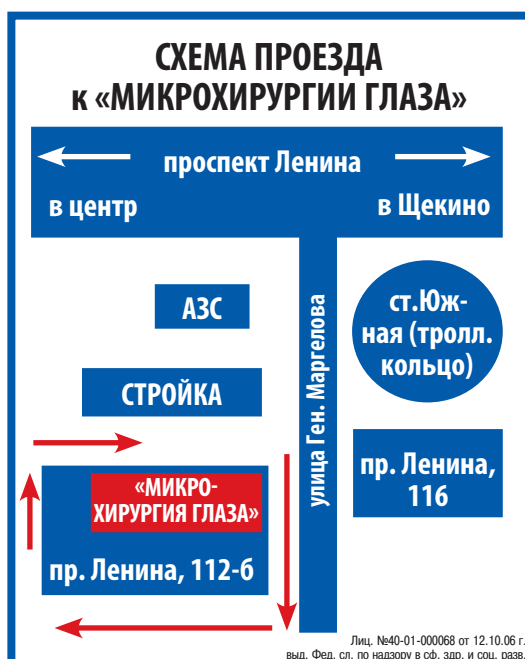 СХЕМА ПРОЕЗДА
к «МИКРОХИРУРГИИ ГЛАЗА»
проспект Ленина
в центр
в Щекино
АЗС
улица Ген. Маргелова
ст.Юж-
ная (тролл.
кольцо)
СТРОЙКА
«МИКРО-
ХИРУРГИЯ ГЛАЗА»
пр. Ленина, 112-б
пр. Ленина,
116
Лиц. №40-01-000068 от 12.10.06 г.
выд. Фед. сл. по надзору в сф. здр. и соц. разв.